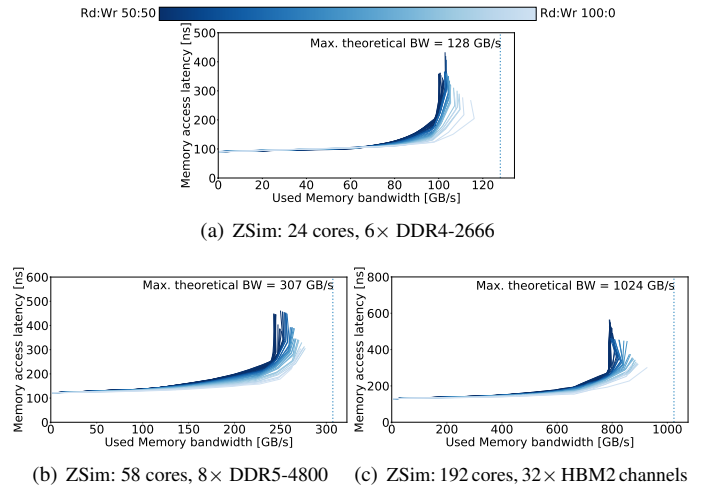 Rd:Wr 50:50 Rd:Wr 100:0
Max. theoretical BW = 128 GB/s
Memory access latency [ns]
500
400
300
200
100
0
0 20 40 60 80 100 120
Used Memory bandwidth [GB/s]
(a) ZSim: 24 cores, 6× DDR4-2666
Max. theoretical BW = 307 GB/s
Memory access latency [ns]
600
500
400
300
200
100
0
0 50 100 150 200 250 300
Used Memory bandwidth [GB/s]
(b) ZSim: 58 cores, 8× DDR5-4800
Max. theoretical BW = 1024 GB/s
Memory access latency [ns]
800
600
400
200
0
0 200 400 600 800 1000
Used Memory bandwidth [GB/s]
(c) ZSim: 192 cores, 32× HBM2 channels